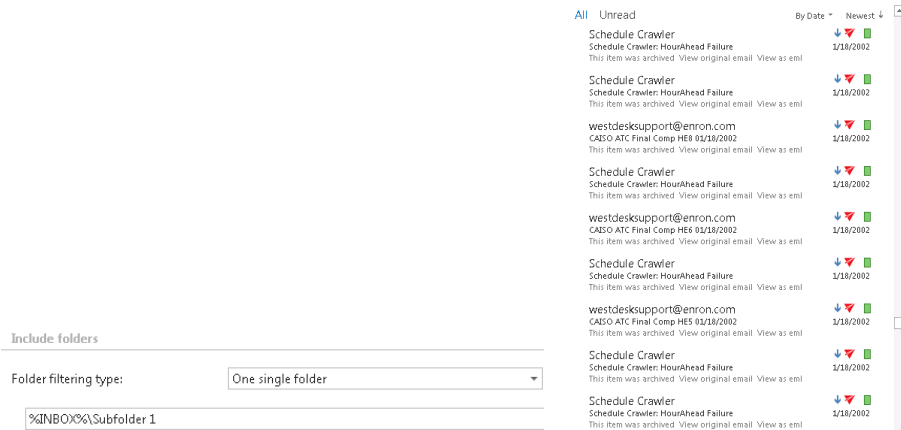 Include folders
Folder filtering type: One single folder
%INBOX%\Subfolder 1
All Unread By Date Newest ↓
Schedule Crawler
Schedule Crawler: HourAhead Failure 1/18/2002
This item was archived View original email View as eml
Schedule Crawler
Schedule Crawler: HourAhead Failure 1/18/2002
This item was archived View original email View as eml
westdesksupport@enron.com
CAISO ATC Final Comp HE8 01/18/2002 1/18/2002
This item was archived View original email View as eml
Schedule Crawler
Schedule Crawler: HourAhead Failure 1/18/2002
This item was archived View original email View as eml
westdesksupport@enron.com
CAISO ATC Final Comp HE6 01/18/2002 1/18/2002
This item was archived View original email View as eml
Schedule Crawler
Schedule Crawler: HourAhead Failure 1/18/2002
This item was archived View original email View as eml
westdesksupport@enron.com
CAISO ATC Final Comp HE5 01/18/2002 1/18/2002
This item was archived View original email View as eml
Schedule Crawler
Schedule Crawler: HourAhead Failure 1/18/2002
This item was archived View original email View as eml
Schedule Crawler
Schedule Crawler: HourAhead Failure 1/18/2002
This item was archived View original email View as eml